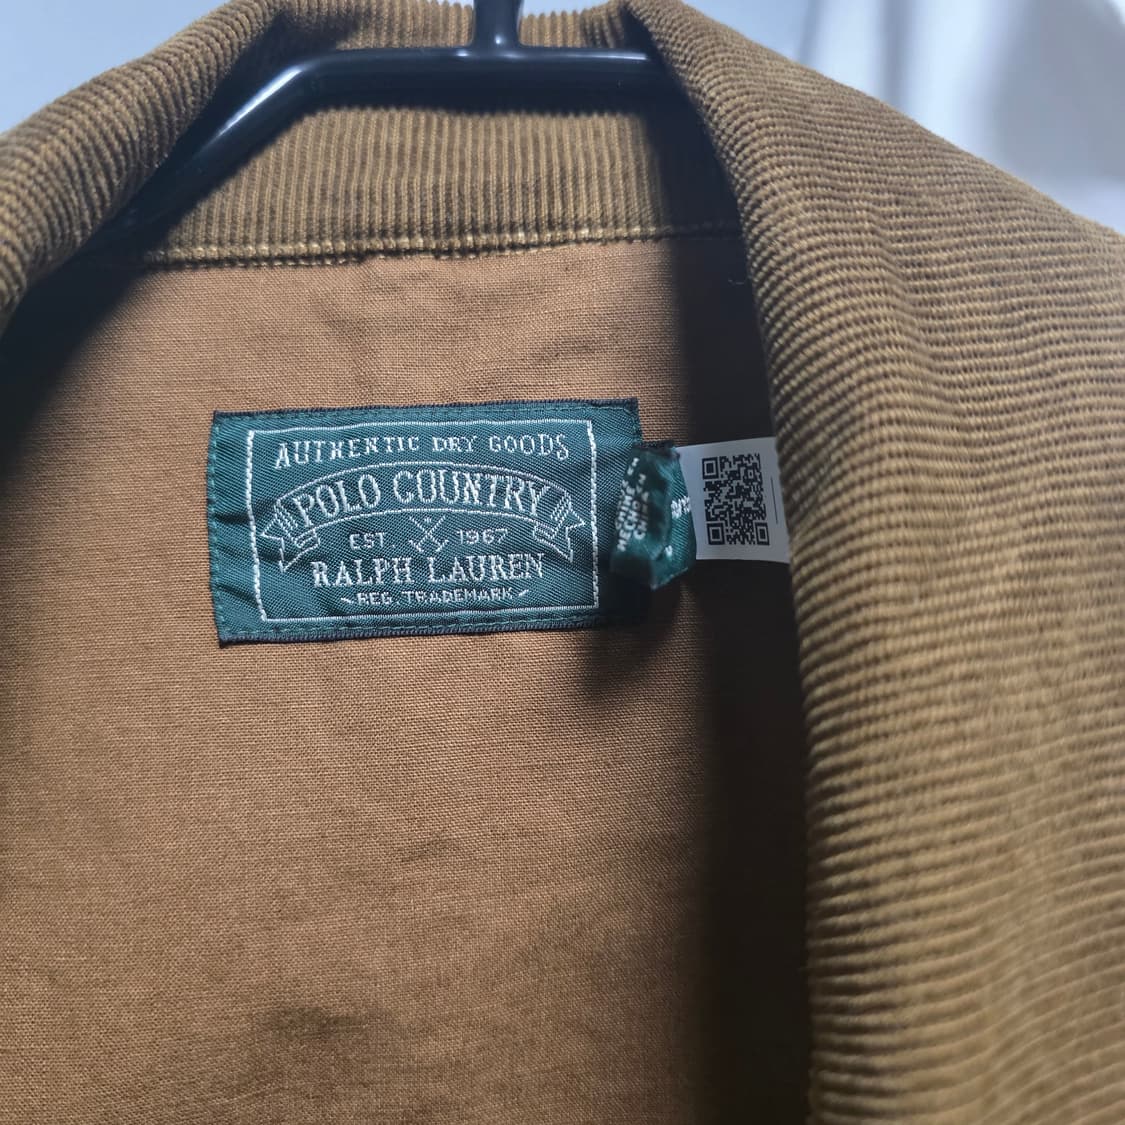 AUTHENTIC DRY GOODS
POLO COUNTRY
EST 1967
RALPH LAUREN
REG. TRADEMARK